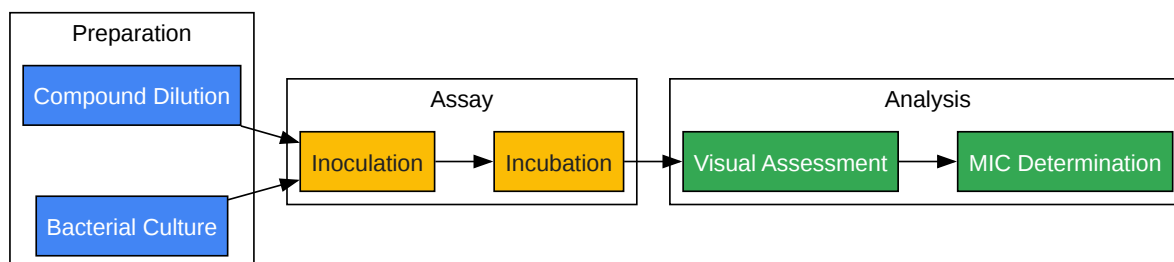 Preparation
Compound Dilution
Bacterial Culture
Assay
Inoculation
Incubation
Analysis
Visual Assessment
MIC Determination